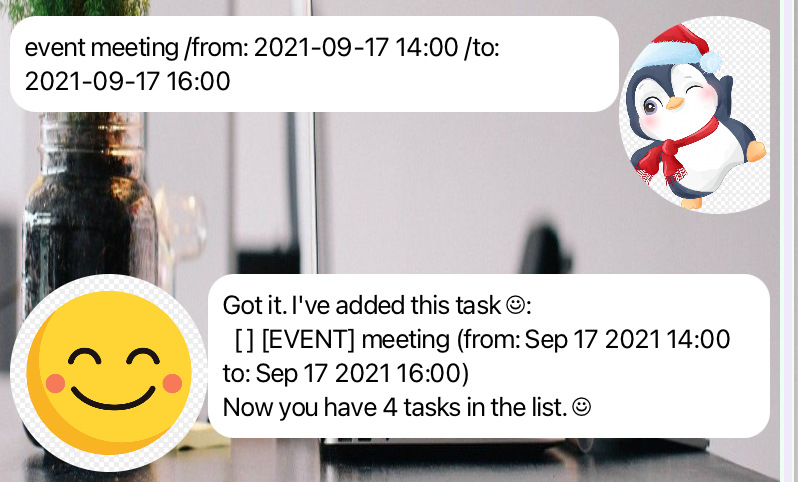 event meeting /from: 2021-09-17 14:00 /to:
2021-09-17 16:00
Got it. I've added this task ☺:
[ ] [EVENT] meeting (from: Sep 17 2021 14:00
to: Sep 17 2021 16:00)
Now you have 4 tasks in the list. ☺